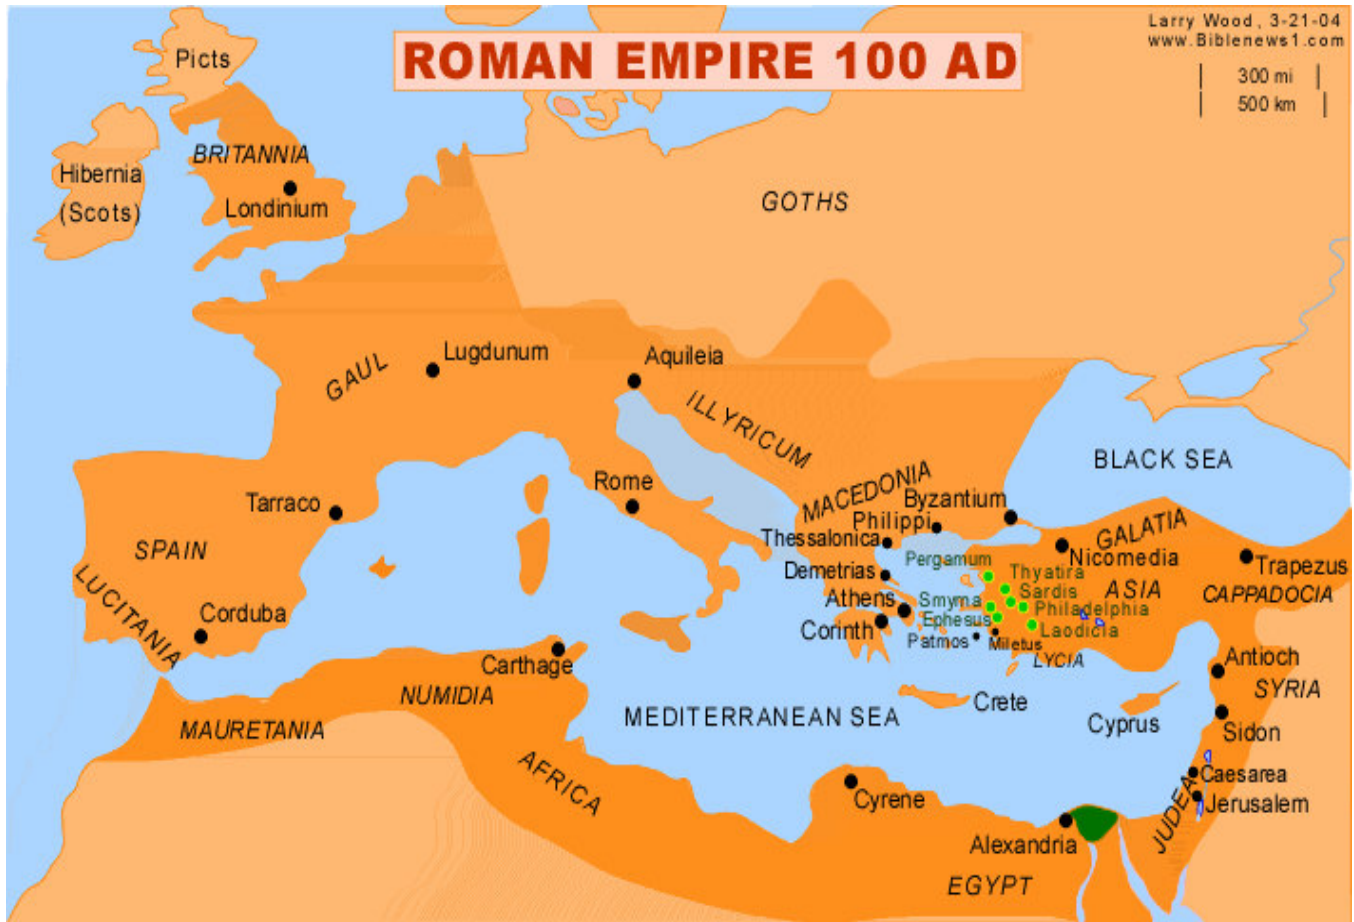 Larry Wood, 3-21-04
www.Biblenews1.com
ROMAN EMPIRE 100 AD
300 mi
500 km
Picts
BRITANNIA
Hibernia
(Scots)
Londinium
GOTHS
GAUL
Lugdunum
Aquileia
ILLYRICUM
BLACK SEA
Tarraco
Rome
MACEDONIA
Byzantium
Philippi
Thessalonica
GALATIA
Nicomedia
SPAIN
Pergamum
Thyatira
Trapezus
Demetrias
Sardis
ASIA
CAPPADOCIA
LUCITANIA
Corduba
Athens
Smyrna
Philadelphia
Ephesus
Corinth
Laodicia
Patmos
Miletus
LYCIA
Carthage
Antioch
NUMIDIA
SYRIA
MAURETANIA
MEDITERRANEAN SEA
Crete
Cyprus
Sidon
AFRICA
Cyrene
Caesarea
JUDEA
Jerusalem
Alexandria
EGYPT